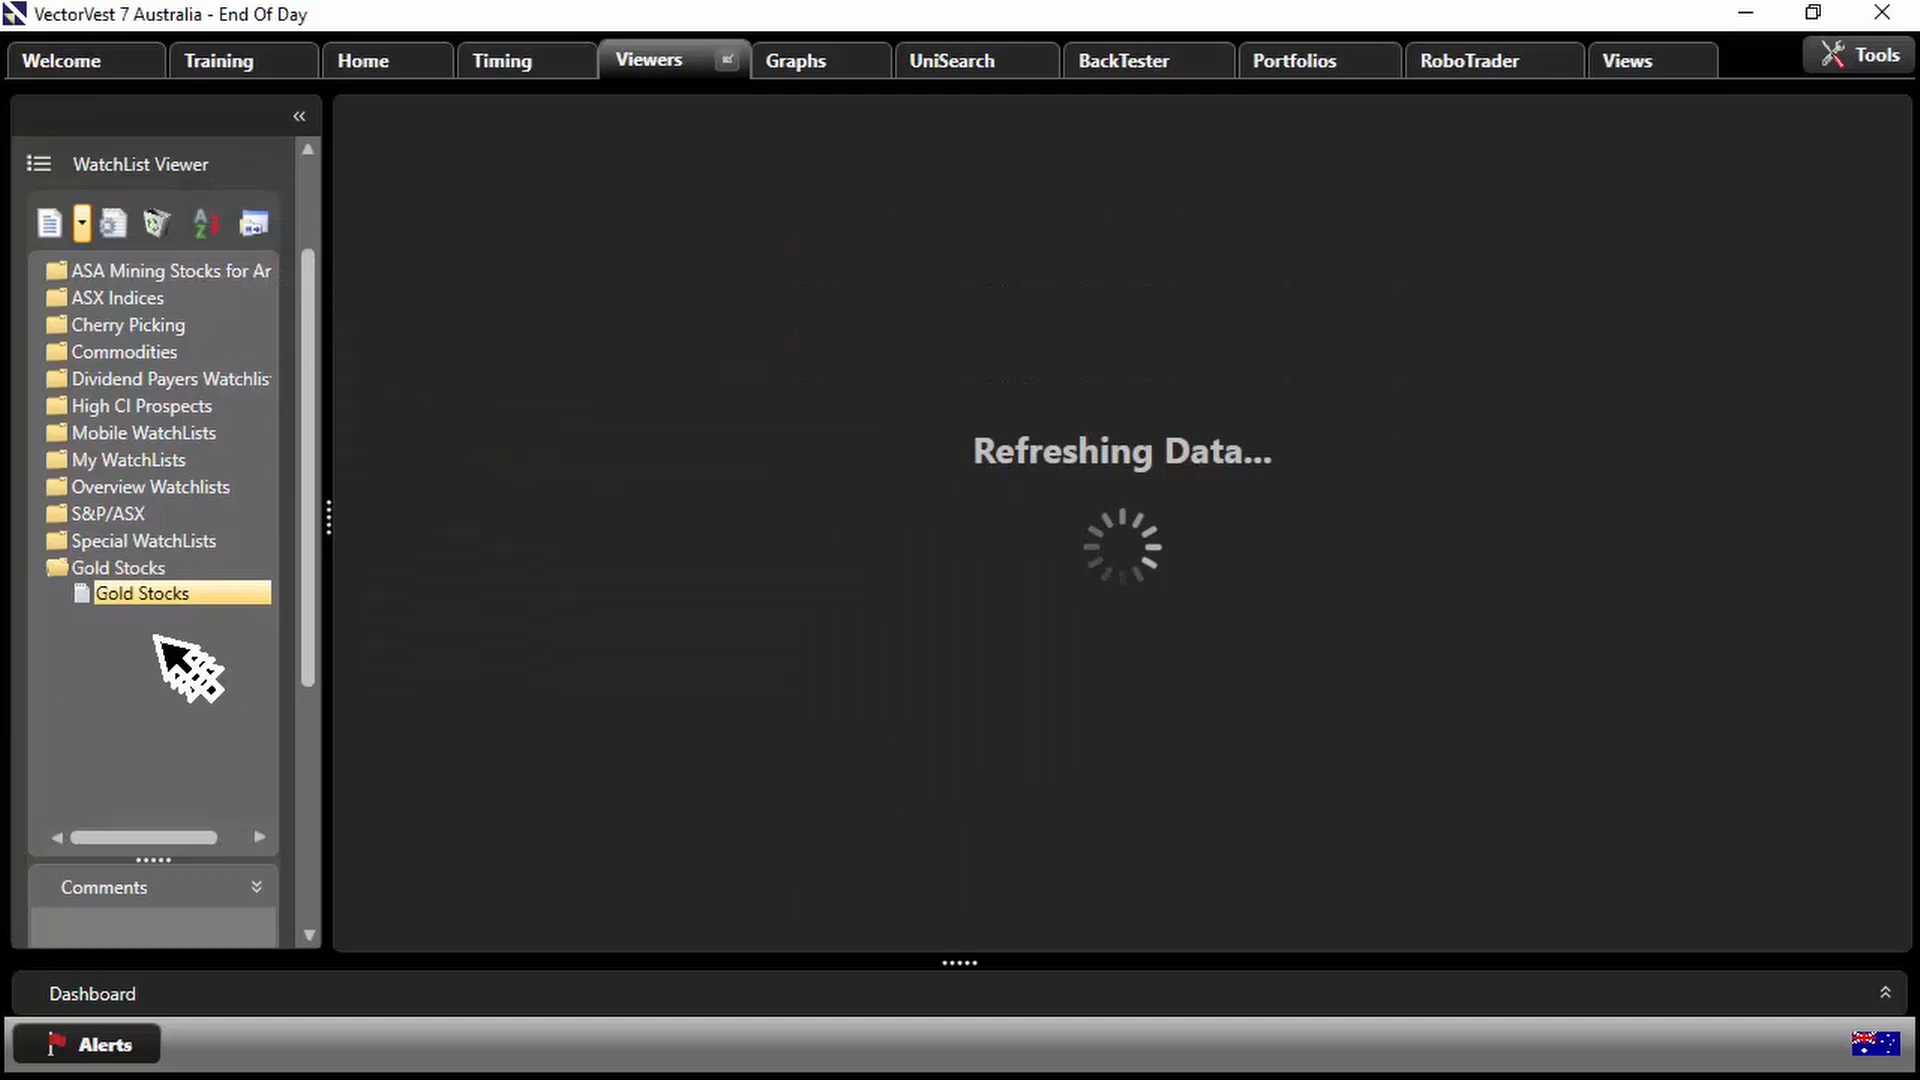 VectorVest 7 Australia - End Of Day
Welcome
Training
Home
Timing
Viewers
Graphs
UniSearch
BackTester
Portfolios
RoboTrader
Views
Tools
WatchList Viewer
ASA Mining Stocks for Ar
ASX Indices
Cherry Picking
Commodities
Dividend Payers Watchlis
High CI Prospects
Mobile WatchLists
My WatchLists
Overview Watchlists
S&P/ASX
Special WatchLists
Gold Stocks
Gold Stocks
Refreshing Data...
Comments
Dashboard
Alerts